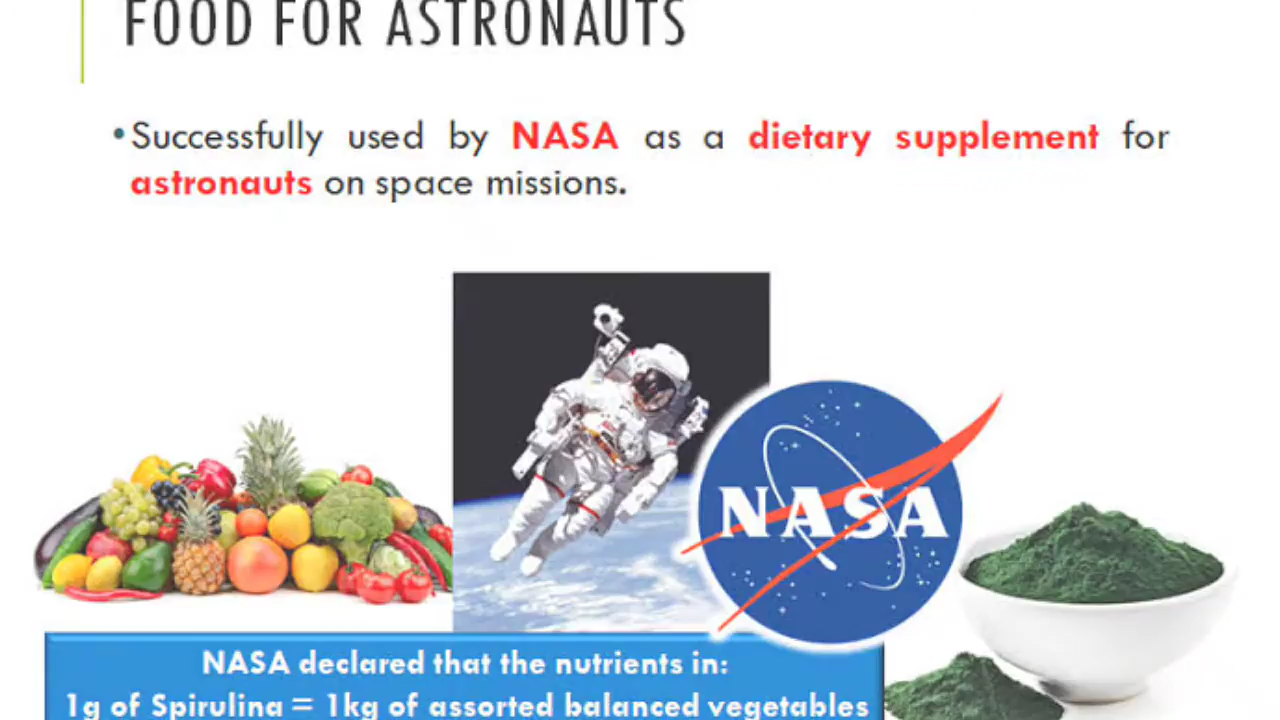 FOOD FOR ASTRONAUTS
•Successfully used by NASA as a dietary supplement for
astronauts on space missions.
NASA
NASA declared that the nutrients in:
1g of Spirulina = 1kg of assorted balanced vegetables